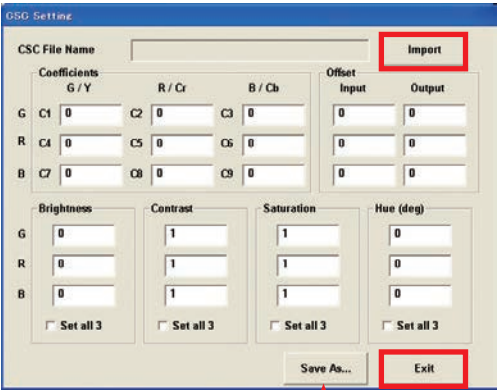 CSC Setting
CSC File Name Import
Coefficients Offset
G / Y R / Cr B / Cb Input Output
G C1 0 C2 0 C3 0 0 0
R C4 0 C5 0 C6 0 0 0
B C7 0 C8 0 C9 0 0 0
Brightness Contrast Saturation Hue (deg)
G 0 1 1 0
R 0 1 1 0
B 0 1 1 0
Set all 3 Set all 3 Set all 3 Set all 3
Save As... Exit